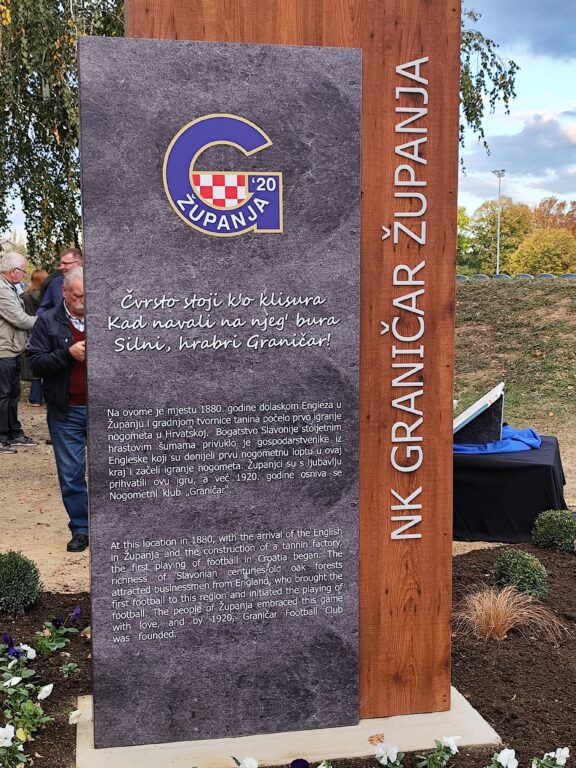 '20
ŽUPANJA
Čvrsto stoji k'o klisura
Kad navali na njeg' bura
Silni, hrabri Graničar!
Na ovome je mjestu 1880. godine dolaskom Engleza u
Županju i gradnjom tvornice tanina počelo prvo igranje
nogometa u Hrvatskoj. Bogatstvo Slavonije stoljetnim
hrastovim šumama privuklo je gospodarstvenike iz
Engleske koji su donijeli prvu nogometnu loptu u ovaj
kraj i začeli igranje nogometa. Županjci su s ljubavlju
prihvatili ovu igru, a već 1920. godine osniva se
Nogometni klub „Graničar".
At this location in 1880, with the arrival of the English
in Županja and the construction of a tannin factory,
the first playing of football in Croatia began. The
richness of Slavonian centuries-old oak forests
attracted businessmen from England, who brought the
first football to this region and initiated the playing of
football. The people of Županja embraced this game
with love, and by 1920, Graničar Football Club
was founded.
NK GRANIČAR ŽUPANJA